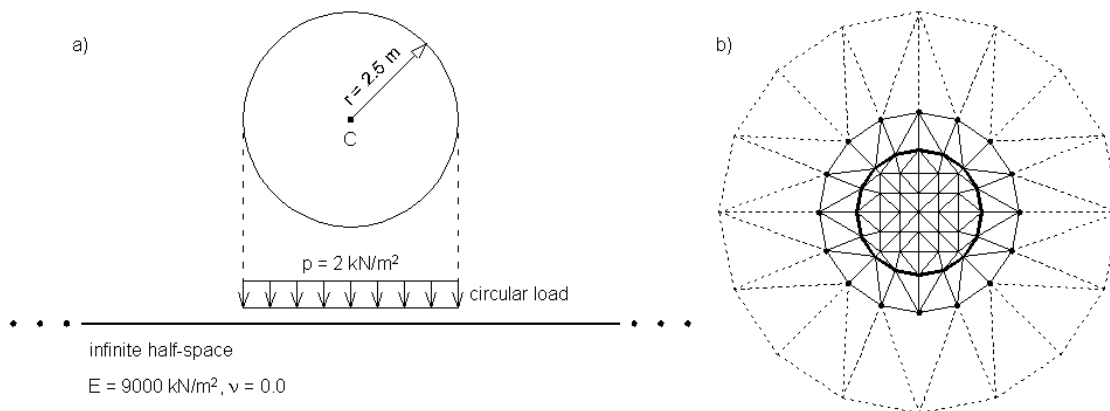 a)
b)
r = 2.5 m
C
p = 2 kN/m²
circular load
infinite half-space
E = 9000 kN/m², ν = 0.0